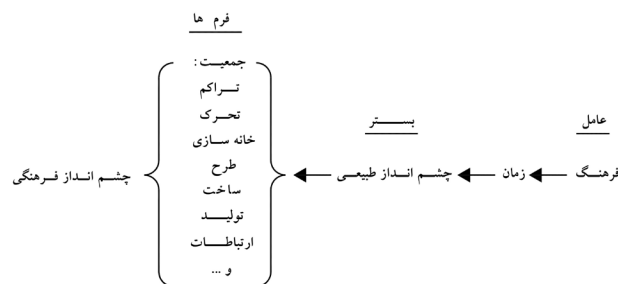 فرم ها
جمعیت :
تراکم
تحرک
خانه سازی
طرح
ساخت
تولید
ارتباطات
و ...
عامل
بستر
فرهنگ
زمان
چشم انداز طبیعی
چشم انداز فرهنگی